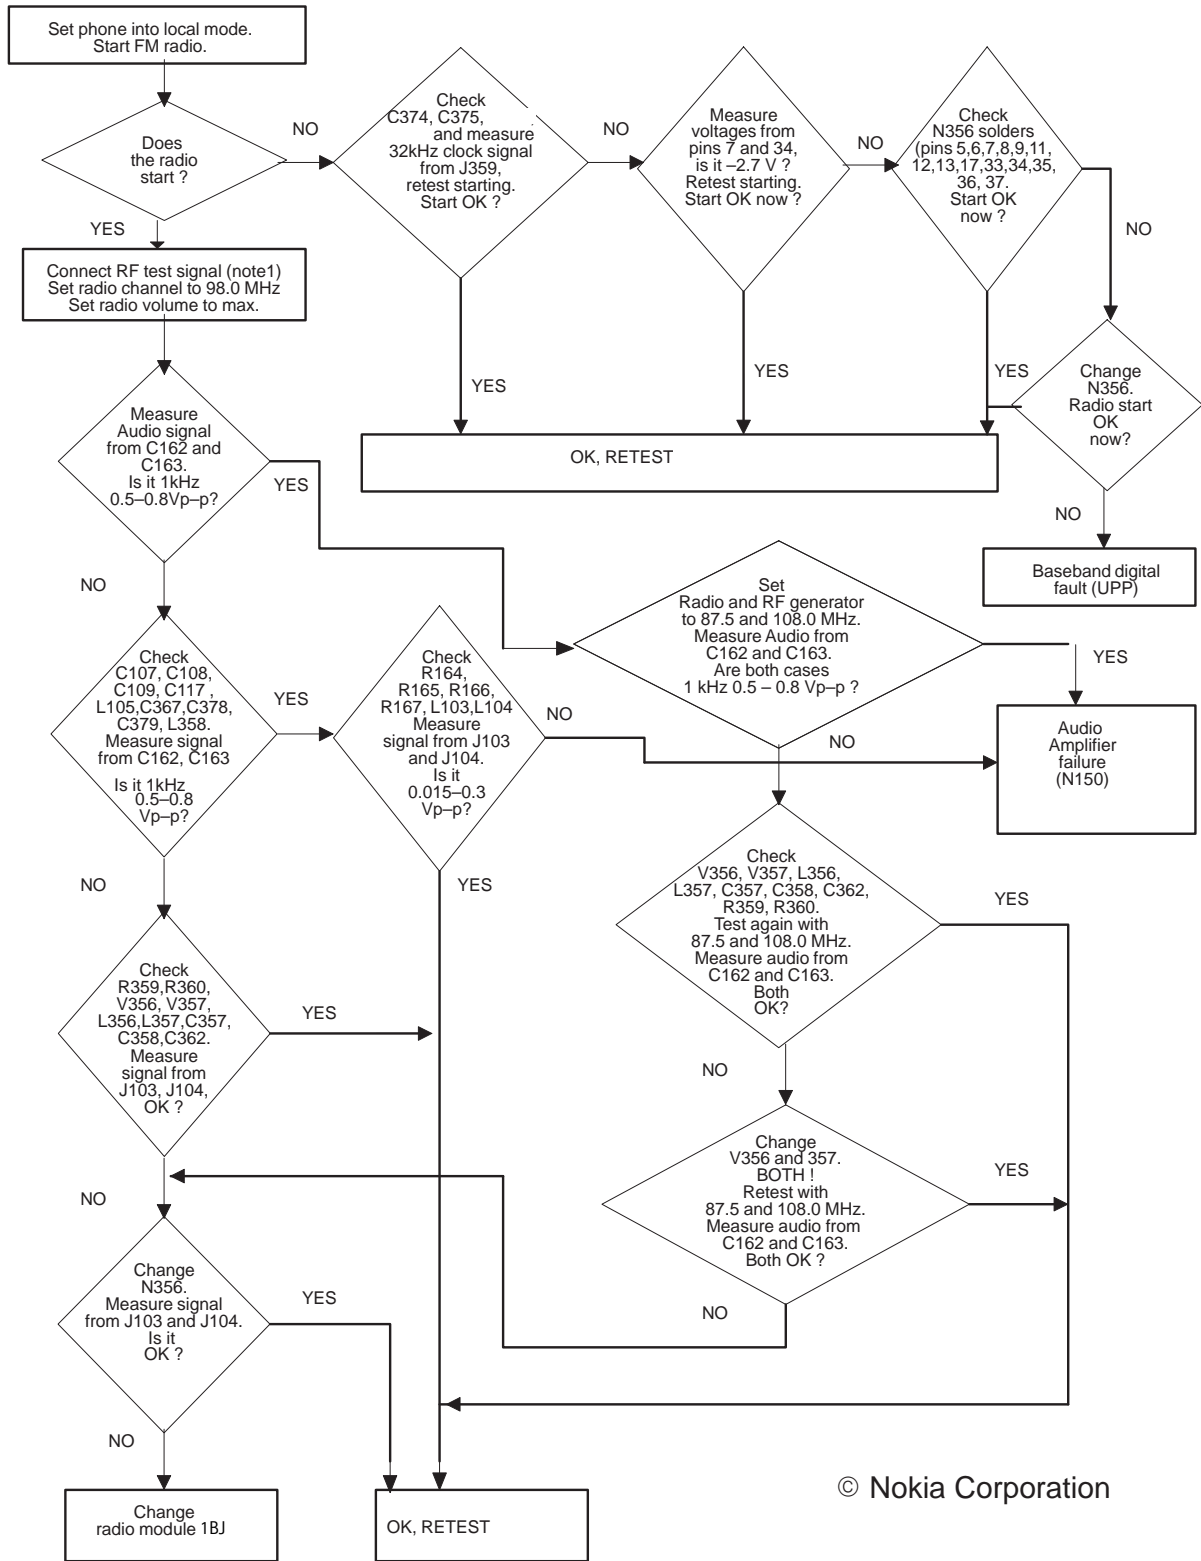 Set phone into local mode.
Start FM radio.
Does
the radio
start ?
NO
YES
Check
C374, C375,
and measure
32kHz clock signal
from J359,
retest starting.
Start OK ?
NO
YES
Measure
voltages from
pins 7 and 34,
is it –2.7 V ?
Retest starting.
Start OK now ?
NO
YES
Check
N356 solders
(pins 5,6,7,8,9,11,
12,13,17,33,34,35,
36, 37.
Start OK
now ?
NO
YES
Change
N356.
Radio start
OK
now?
NO
Baseband digital
fault (UPP)
OK, RETEST
Connect RF test signal (note1)
Set radio channel to 98.0 MHz
Set radio volume to max.
Measure
Audio signal
from C162 and
C163.
Is it 1kHz
0.5–0.8Vp–p?
YES
NO
Set
Radio and RF generator
to 87.5 and 108.0 MHz.
Measure Audio from
C162 and C163.
Are both cases
1 kHz 0.5 – 0.8 Vp–p ?
YES
NO
Audio
Amplifier
failure
(N150)
Check
C107, C108,
C109, C117 ,
L105,C367,C378,
C379, L358.
Measure signal
from C162, C163
Is it 1kHz
0.5–0.8
Vp–p?
YES
NO
Check
R164,
R165, R166,
R167, L103,L104
Measure
signal from J103
and J104.
Is it
0.015–0.3
Vp–p?
NO
YES
Check
V356, V357, L356,
L357, C357, C358, C362,
R359, R360.
Test again with
87.5 and 108.0 MHz.
Measure audio from
C162 and C163.
Both
OK?
YES
NO
Check
R359,R360,
V356, V357,
L356,L357,C357,
C358,C362.
Measure
signal from
J103, J104,
OK ?
YES
NO
Change
V356 and 357.
BOTH !
Retest with
87.5 and 108.0 MHz.
Measure audio from
C162 and C163.
Both OK ?
YES
NO
Change
N356.
Measure signal
from J103 and J104.
Is it
OK ?
YES
NO
Change
radio module 1BJ
OK, RETEST
© Nokia Corporation